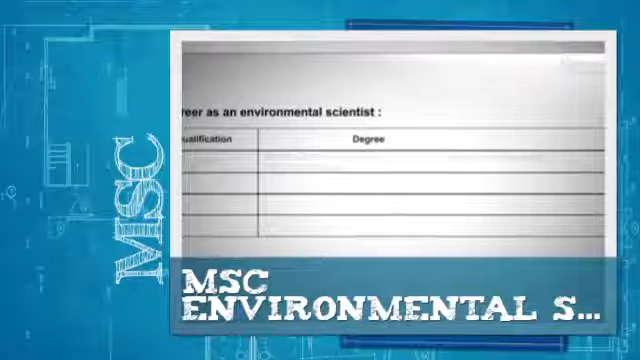 reer as an environmental scientist :
ualification Degree
MSC
MSC
ENVIRONMENTAL S...